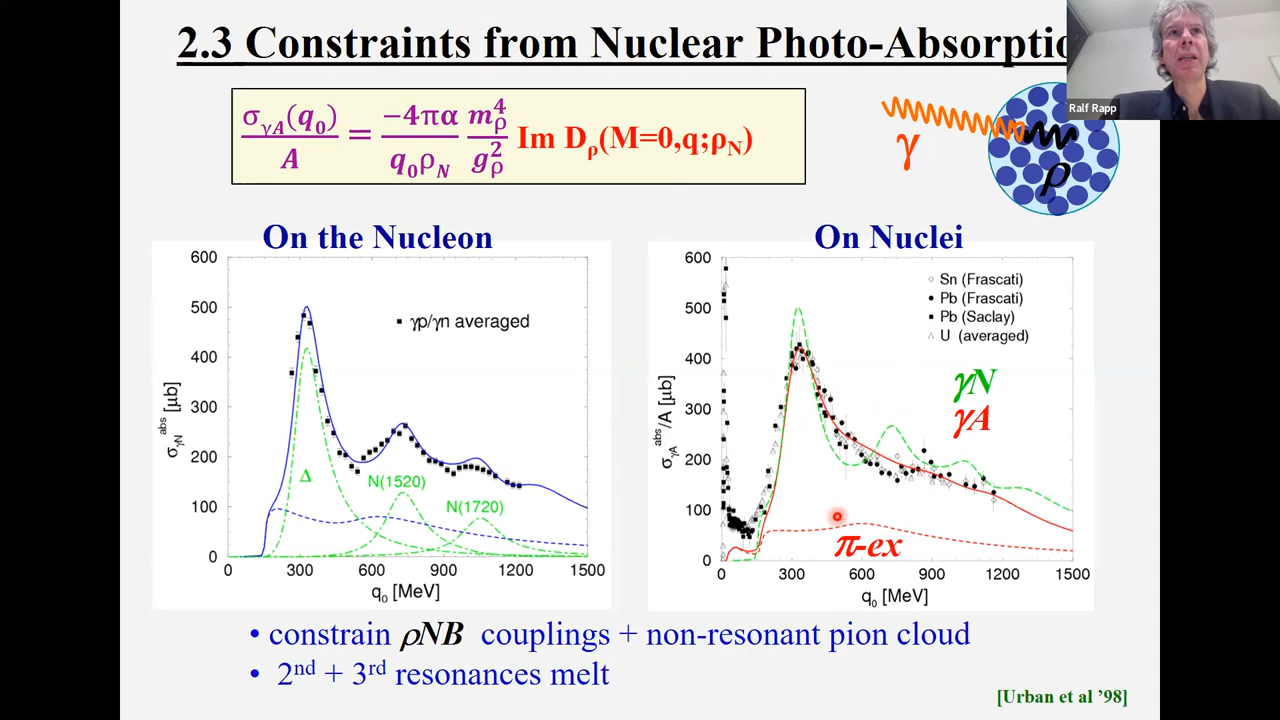 2.3 Constraints from Nuclear Photo-Absorptio
Ralf Rapp
σγA(q₀)/A = −4πα/(q₀ρN) mρ⁴/gρ² Im Dρ(M=0,q;ρN)
γ
ρ
On the Nucleon
On Nuclei
600
500
400
300
200
100
0
σγN^abs [μb]
γp/γn averaged
Δ
N(1520)
N(1720)
0 300 600 900 1200 1500
q₀ [MeV]
600
500
400
300
200
100
0
σγA^abs/A [μb]
Sn (Frascati)
Pb (Frascati)
Pb (Saclay)
U (averaged)
γN
γA
π-ex
0 300 600 900 1200 1500
q₀ [MeV]
• constrain ρNB couplings + non-resonant pion cloud
• 2nd + 3rd resonances melt
[Urban et al ’98]